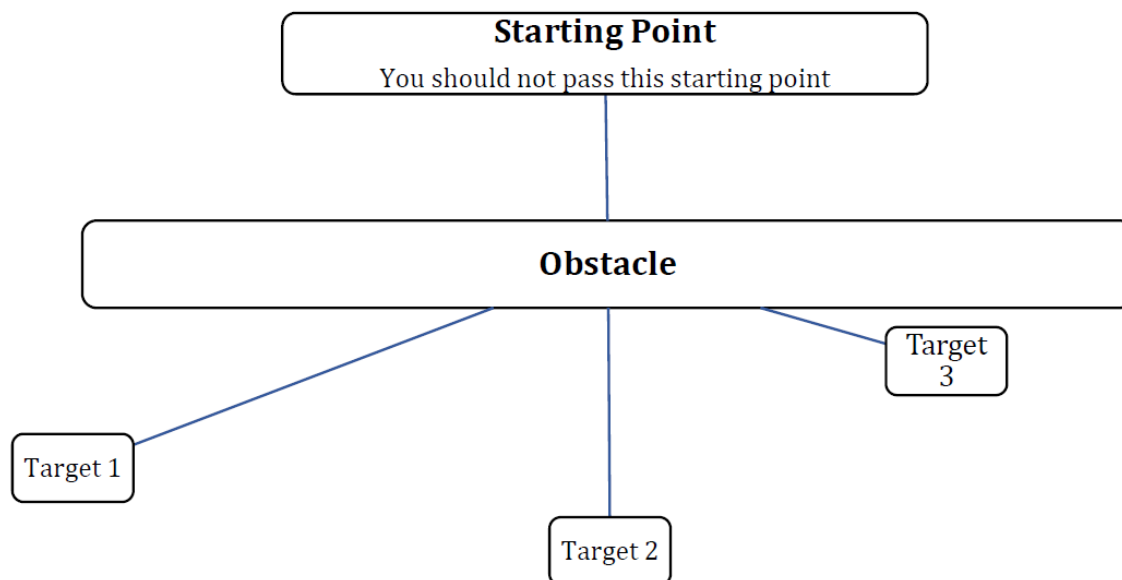 Starting Point
You should not pass this starting point
Obstacle
Target
3
Target 1
Target 2